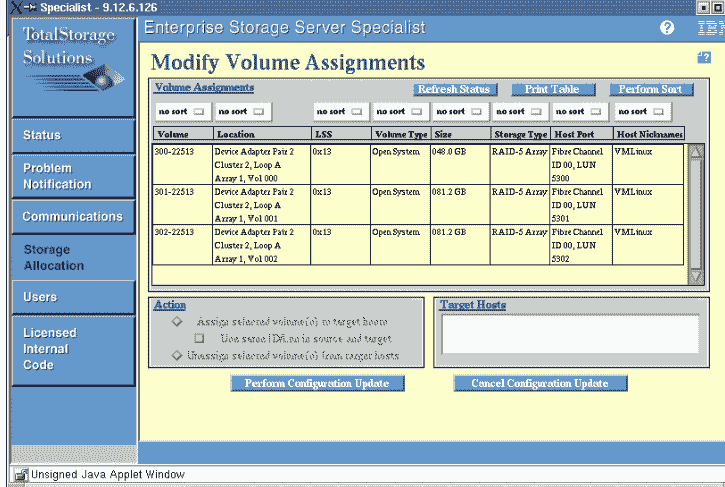 Specialist - 9.12.6.126
TotalStorage
Solutions
Enterprise Storage Server Specialist
?
IBM
Modify Volume Assignments
?
Volume Assignments
Refresh Status
Print Table
Perform Sort
no sort no sort no sort no sort no sort no sort no sort no sort
Volume Location LSS Volume Type Size Storage Type Host Port Host Nicknames
300-22513 Device Adapter Pair 2 0x13 Open System 048.0 GB RAID-5 Array Fibre Channel VMLinux
Cluster 2, Loop A ID 00, LUN
Array 1, Vol 000 5300
301-22513 Device Adapter Pair 2 0x13 Open System 081.2 GB RAID-5 Array Fibre Channel VMLinux
Cluster 2, Loop A ID 00, LUN
Array 1, Vol 001 5301
302-22513 Device Adapter Pair 2 0x13 Open System 081.2 GB RAID-5 Array Fibre Channel VMLinux
Cluster 2, Loop A ID 00, LUN
Array 1, Vol 002 5302
Status
Problem
Notification
Communications
Storage
Allocation
Users
Licensed
Internal
Code
Action
Assign selected volume(s) to target hosts
Use same ID/Lun in source and target
Unassign selected volume(s) from target hosts
Target Hosts
Perform Configuration Update
Cancel Configuration Update
Unsigned Java Applet Window